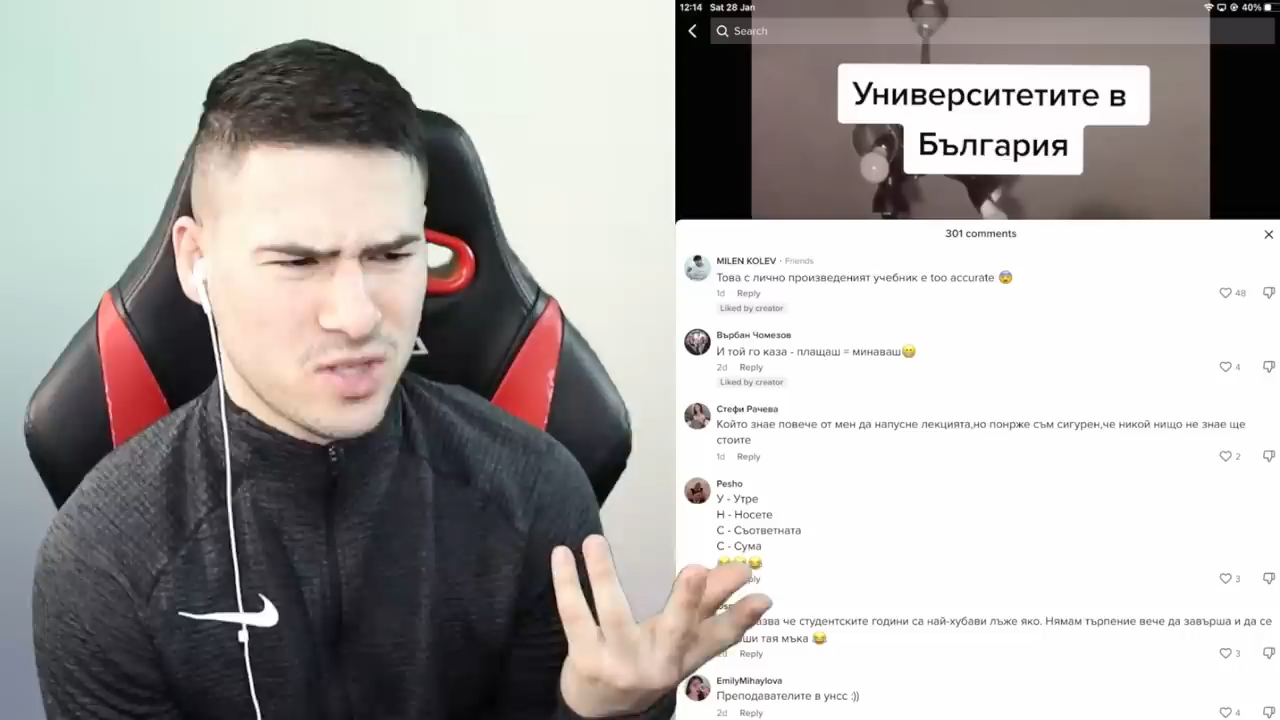 12:14 Sat 28 Jan
40%
Search
Университетите в
България
301 comments
MILEN KOLEV · Friends
Това с лично произведеният учебник е too accurate 😨
1d Reply
48
Liked by creator
Върбан Чомезов
И той го каза - плащаш = минаваш😁
2d Reply
4
Liked by creator
Стефи Рачева
Който знае повече от мен да напусне лекцията,но понрже съм сигурен,че никой нищо не знае ще
стоите
1d Reply
2
Pesho
У - Утре
Н - Носете
С - Съответната
С - Сума
😂😂😂
3
че студентските години са най-хубави лъже яко. Нямам търпение вече да завърша и да се
тая мъка 😂
2d Reply
3
EmilyMihaylova
Преподавателите в унсс :))
2d Reply
4